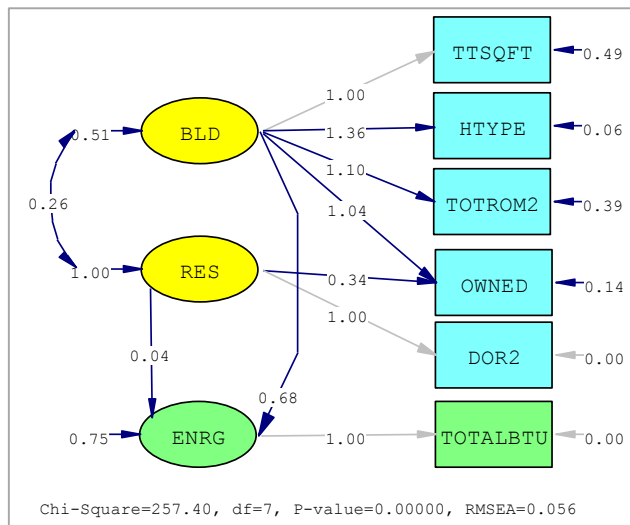 TTSQFT
0.49
1.00
0.51
BLD
1.36
HTYPE
0.06
1.10
0.26
1.04
TOTROM2
0.39
1.00
RES
0.34
OWNED
0.14
1.00
0.04
DOR2
0.00
0.68
0.75
ENRG
1.00
TOTALBTU
0.00
Chi-Square=257.40, df=7, P-value=0.00000, RMSEA=0.056